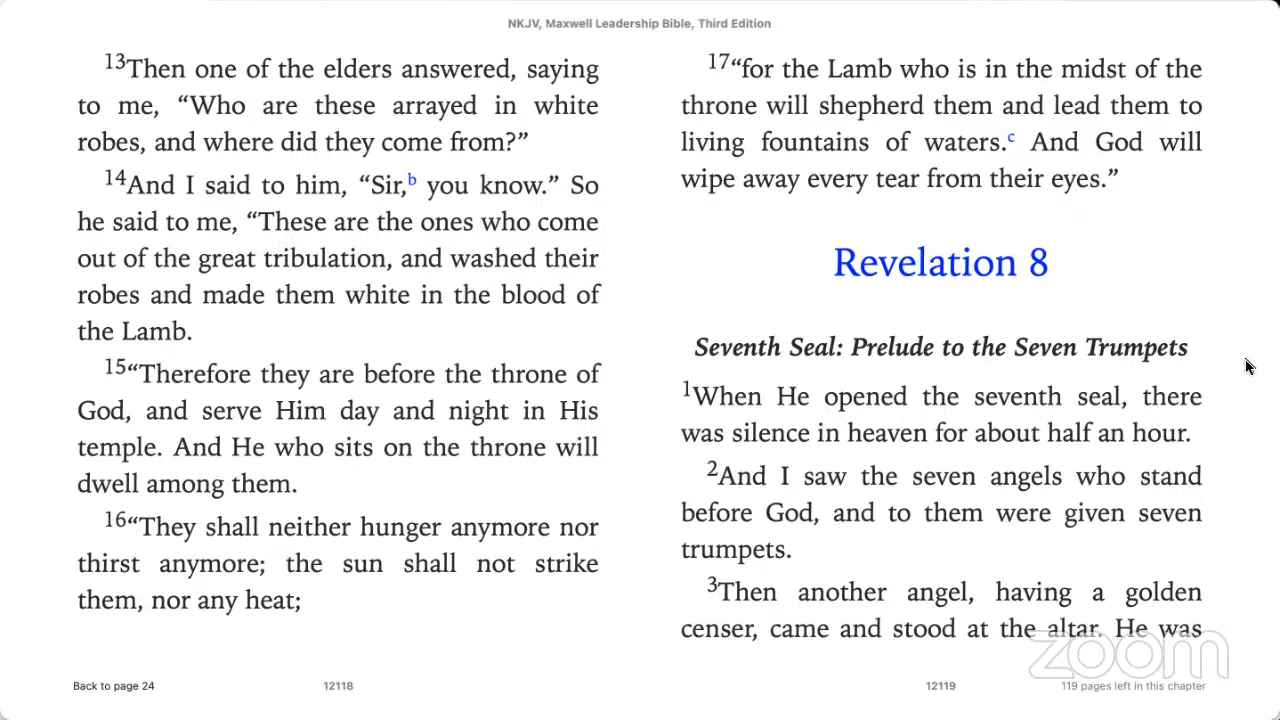 NKJV, Maxwell Leadership Bible, Third Edition
13Then one of the elders answered, saying
to me, “Who are these arrayed in white
robes, and where did they come from?”
14And I said to him, “Sir,b you know.” So
he said to me, “These are the ones who come
out of the great tribulation, and washed their
robes and made them white in the blood of
the Lamb.
15“Therefore they are before the throne of
God, and serve Him day and night in His
temple. And He who sits on the throne will
dwell among them.
16“They shall neither hunger anymore nor
thirst anymore; the sun shall not strike
them, nor any heat;
17“for the Lamb who is in the midst of the
throne will shepherd them and lead them to
living fountains of waters.c And God will
wipe away every tear from their eyes.”
Revelation 8
Seventh Seal: Prelude to the Seven Trumpets
1When He opened the seventh seal, there
was silence in heaven for about half an hour.
2And I saw the seven angels who stand
before God, and to them were given seven
trumpets.
3Then another angel, having a golden
censer, came and stood at the altar. He was
zoom
Back to page 24
12118
12119
119 pages left in this chapter